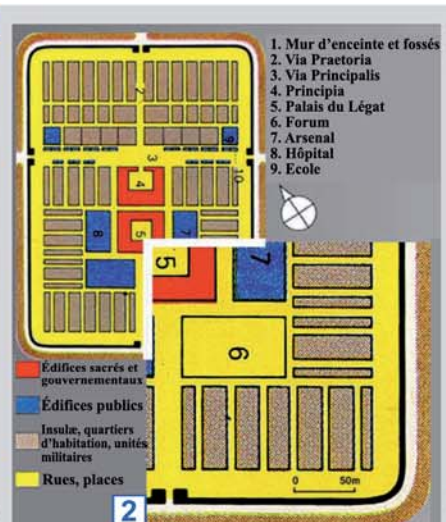 1. Mur d'enceinte et fossés
2. Via Praetoria
3. Via Principalis
4. Principia
5. Palais du Légat
6. Forum
7. Arsenal
8. Hôpital
9. Ecole
2
9
3
10
4
8
5
7
5
7
6
Édifices sacrés et
gouvernementaux
Édifices publics
Insulæ, quartiers
d'habitation, unités
militaires
Rues, places
0 50m
2